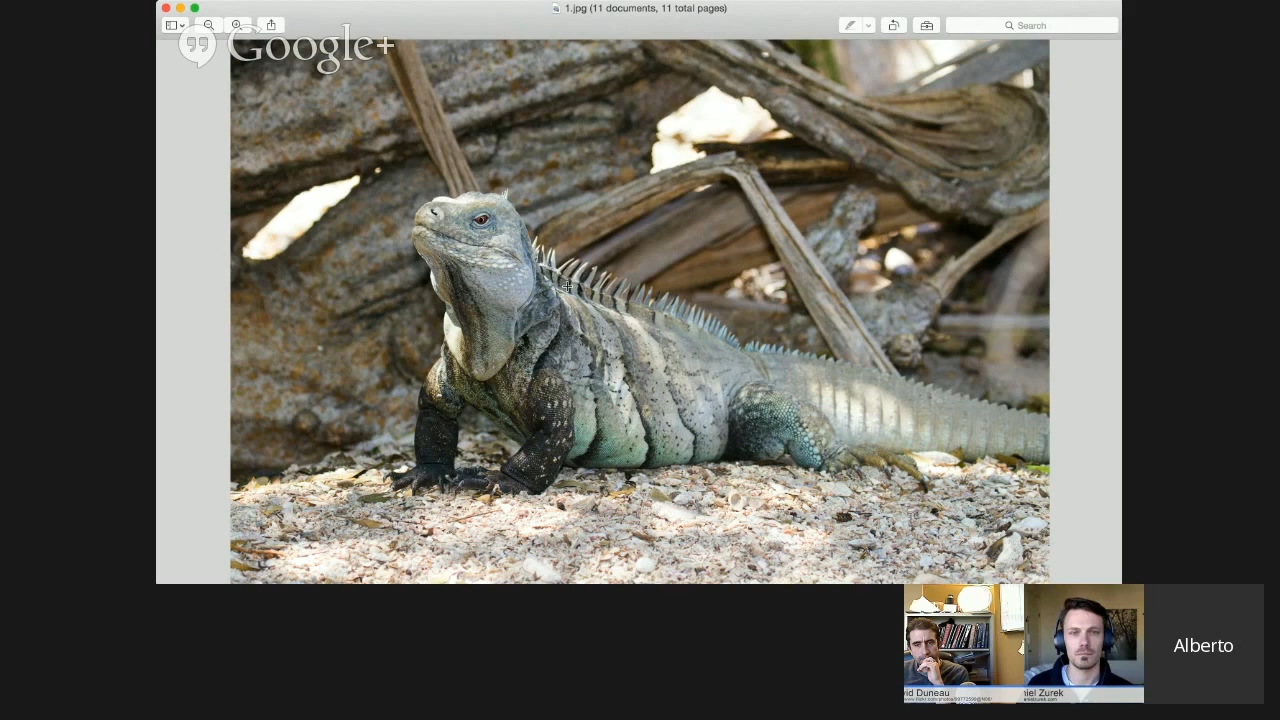 1.jpg (11 documents, 11 total pages)
Search
Google+
Alberto
vid Duneau
niel Zurek